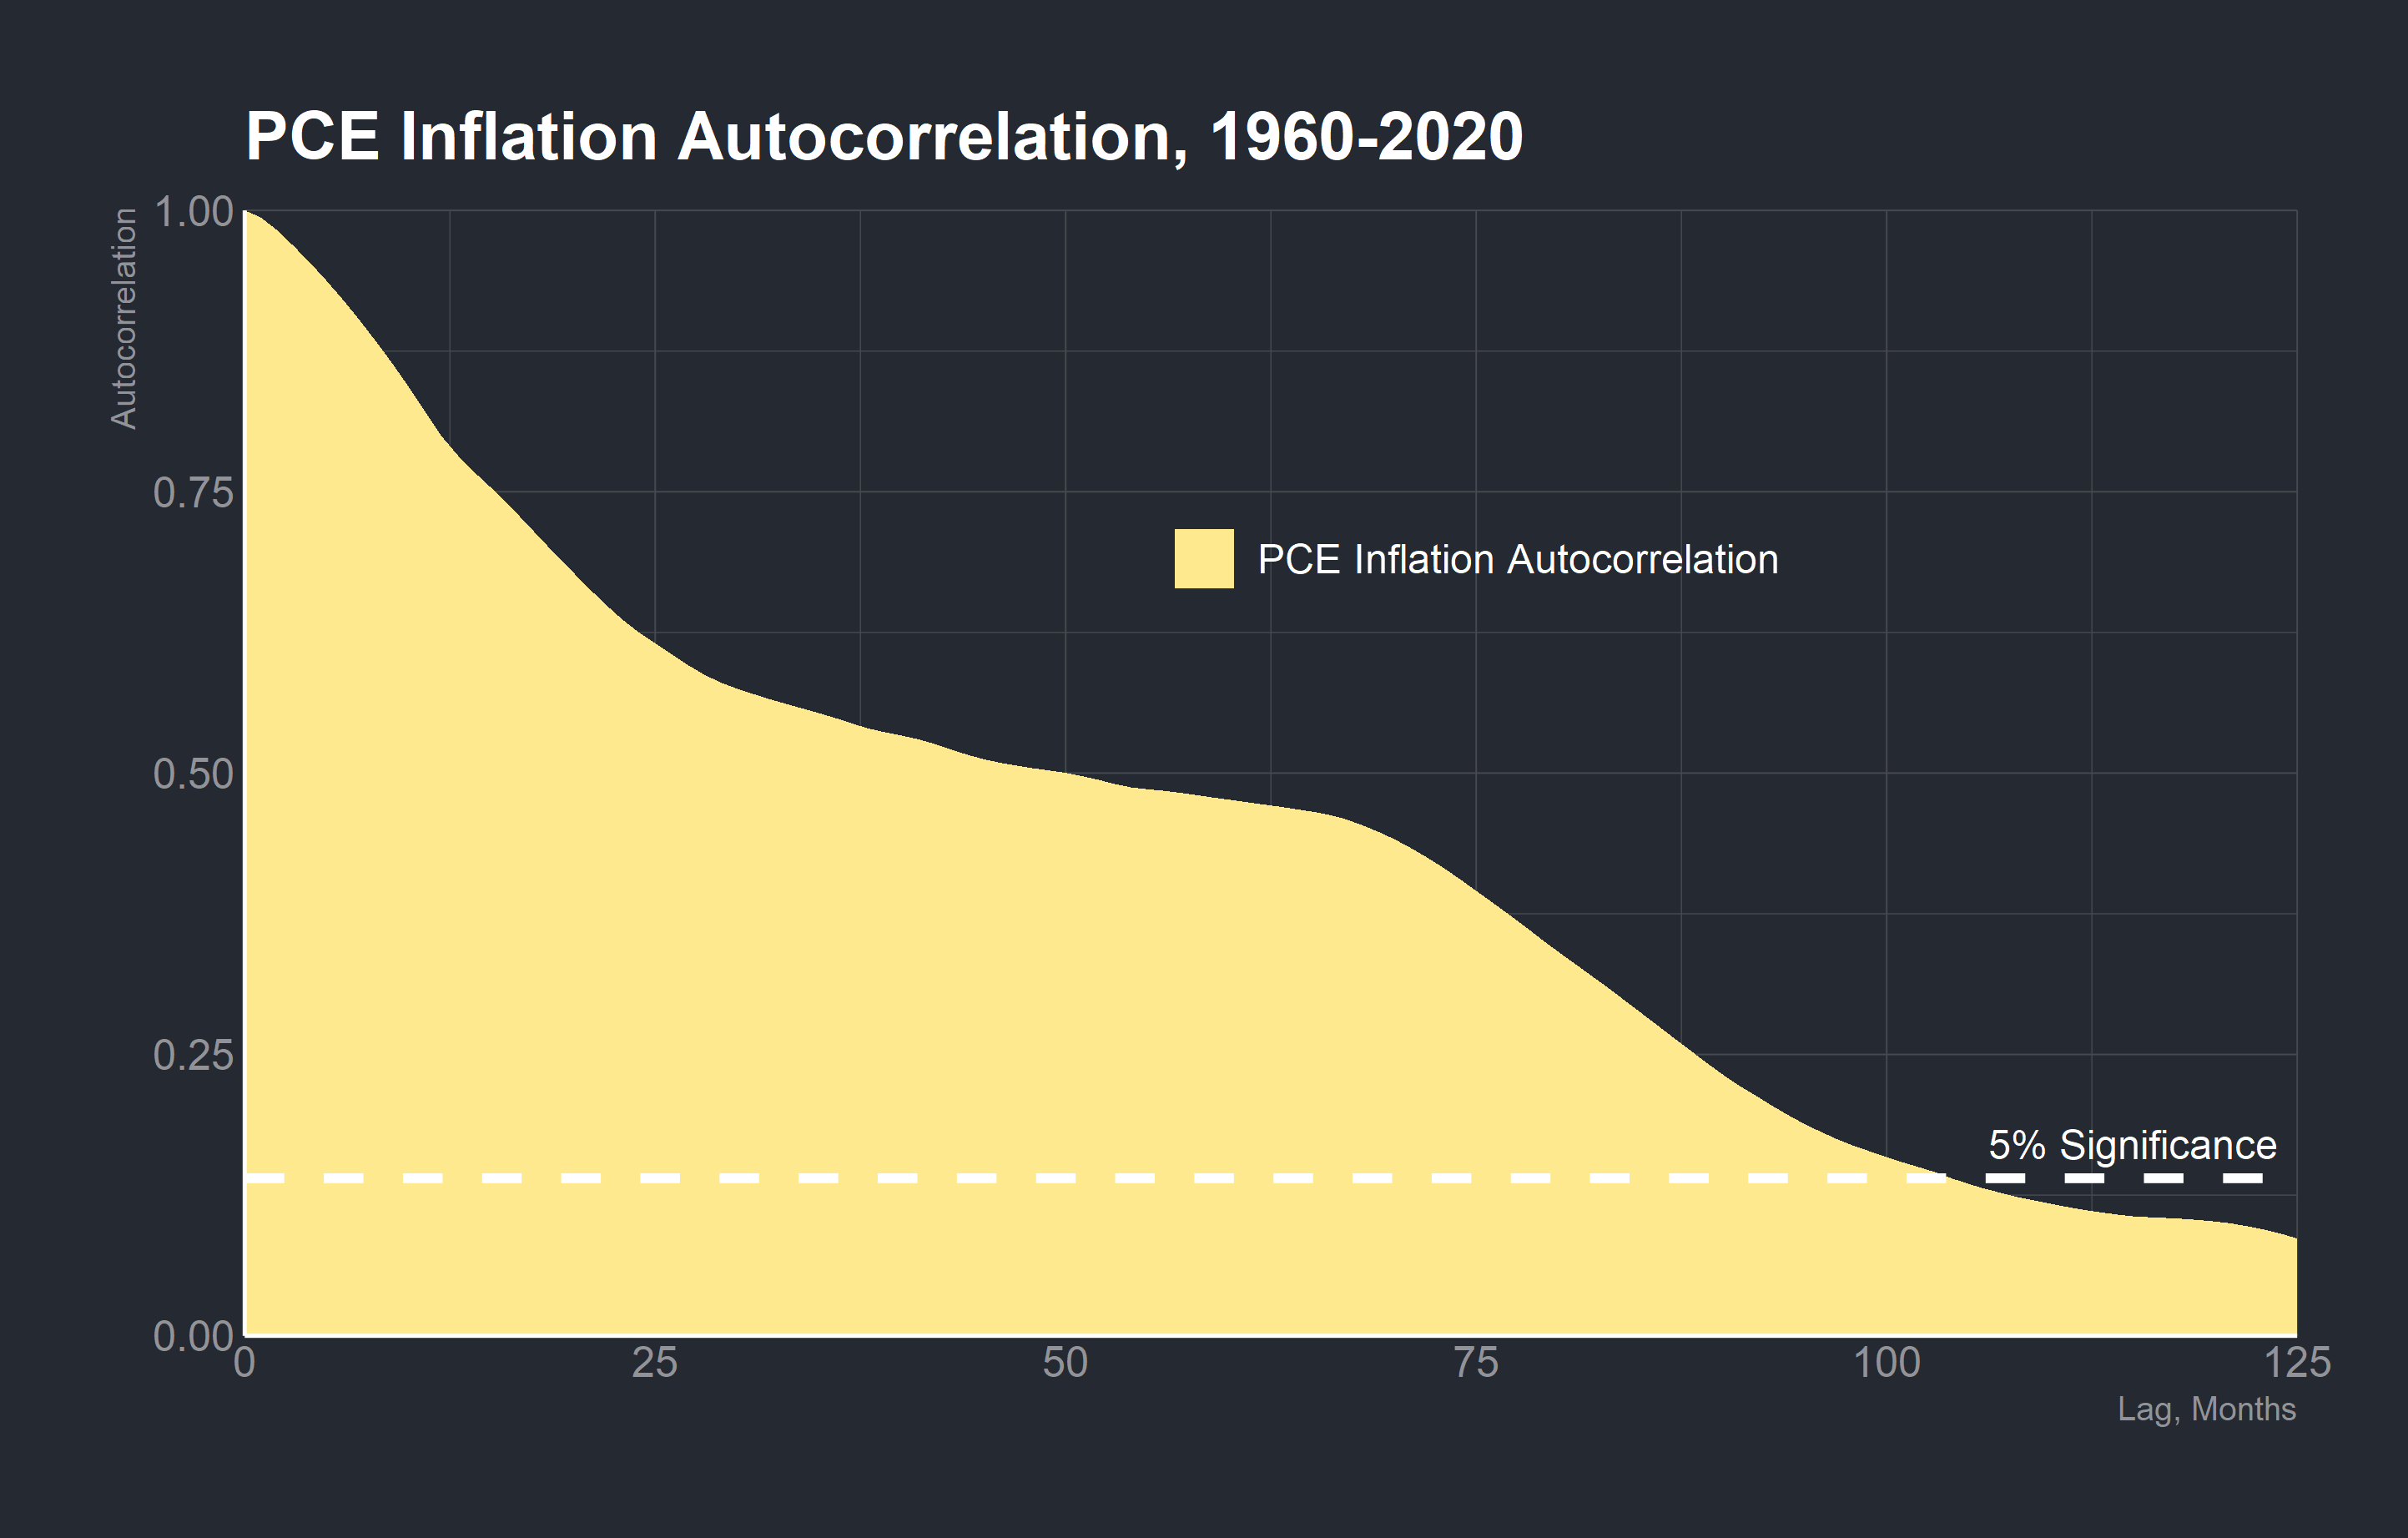 PCE Inflation Autocorrelation, 1960-2020
Autocorrelation
1.00
0.75
0.50
0.25
0.00
PCE Inflation Autocorrelation
5% Significance
0
25
50
75
100
125
Lag, Months